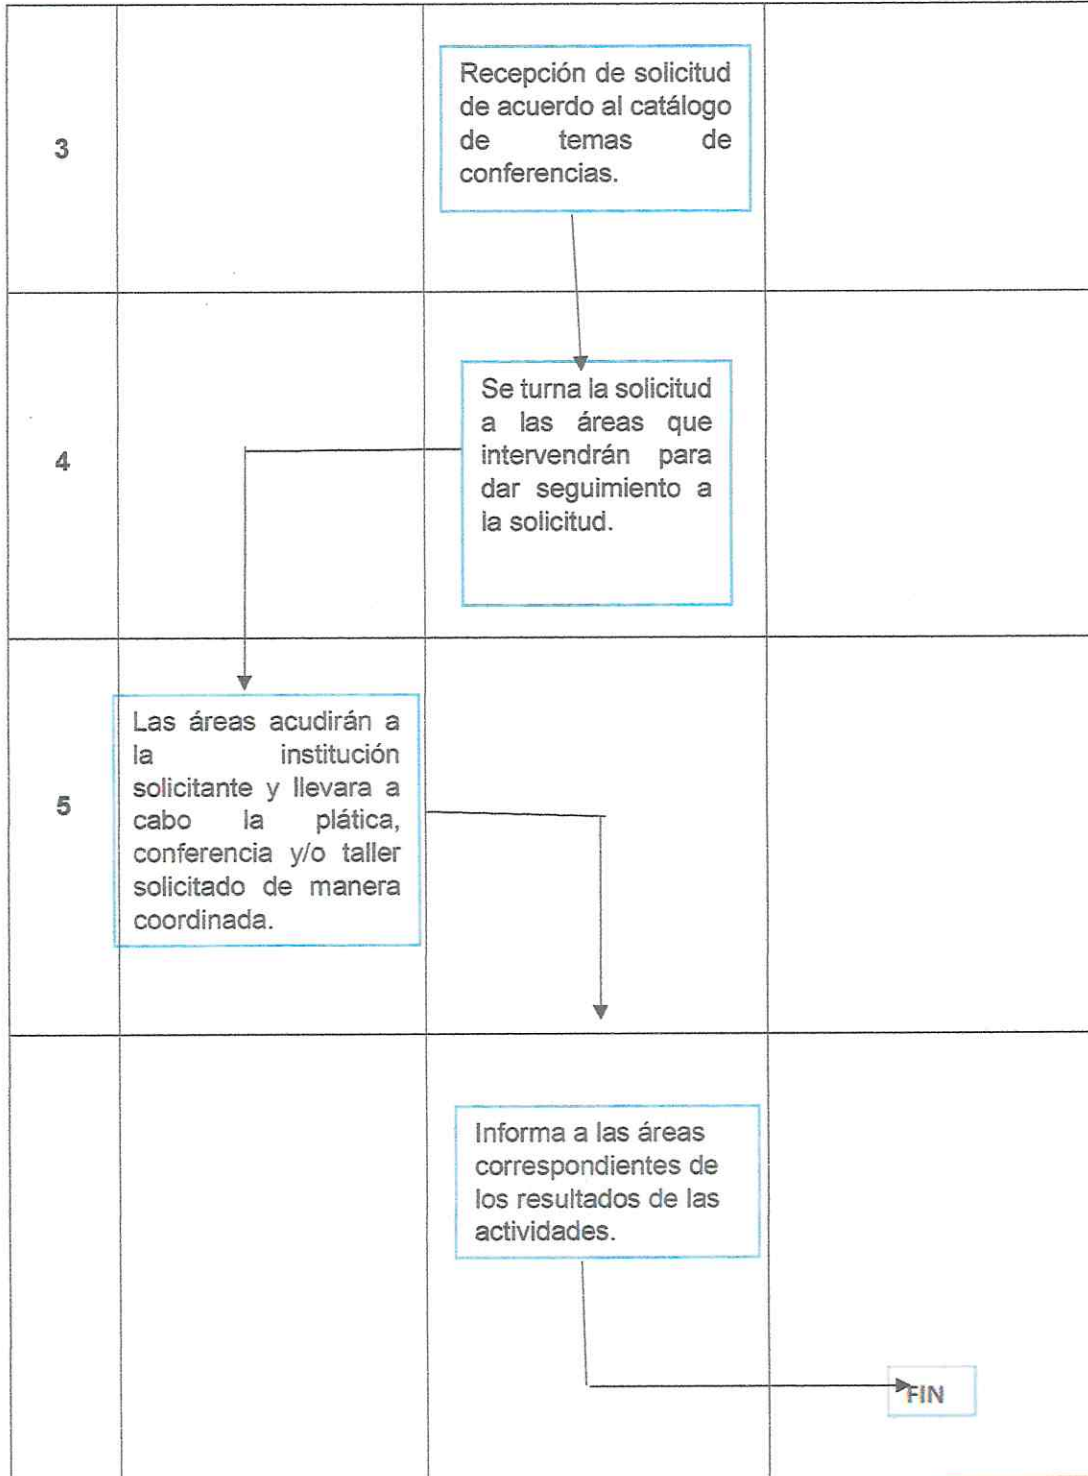 3
Recepción de solicitud
de acuerdo al catálogo
de temas de
conferencias.
4
Se turna la solicitud
a las áreas que
intervendrán para
dar seguimiento a
la solicitud.
5
Las áreas acudirán a
la institución
solicitante y llevara a
cabo la plática,
conferencia y/o taller
solicitado de manera
coordinada.
Informa a las áreas
correspondientes de
los resultados de las
actividades.
FIN